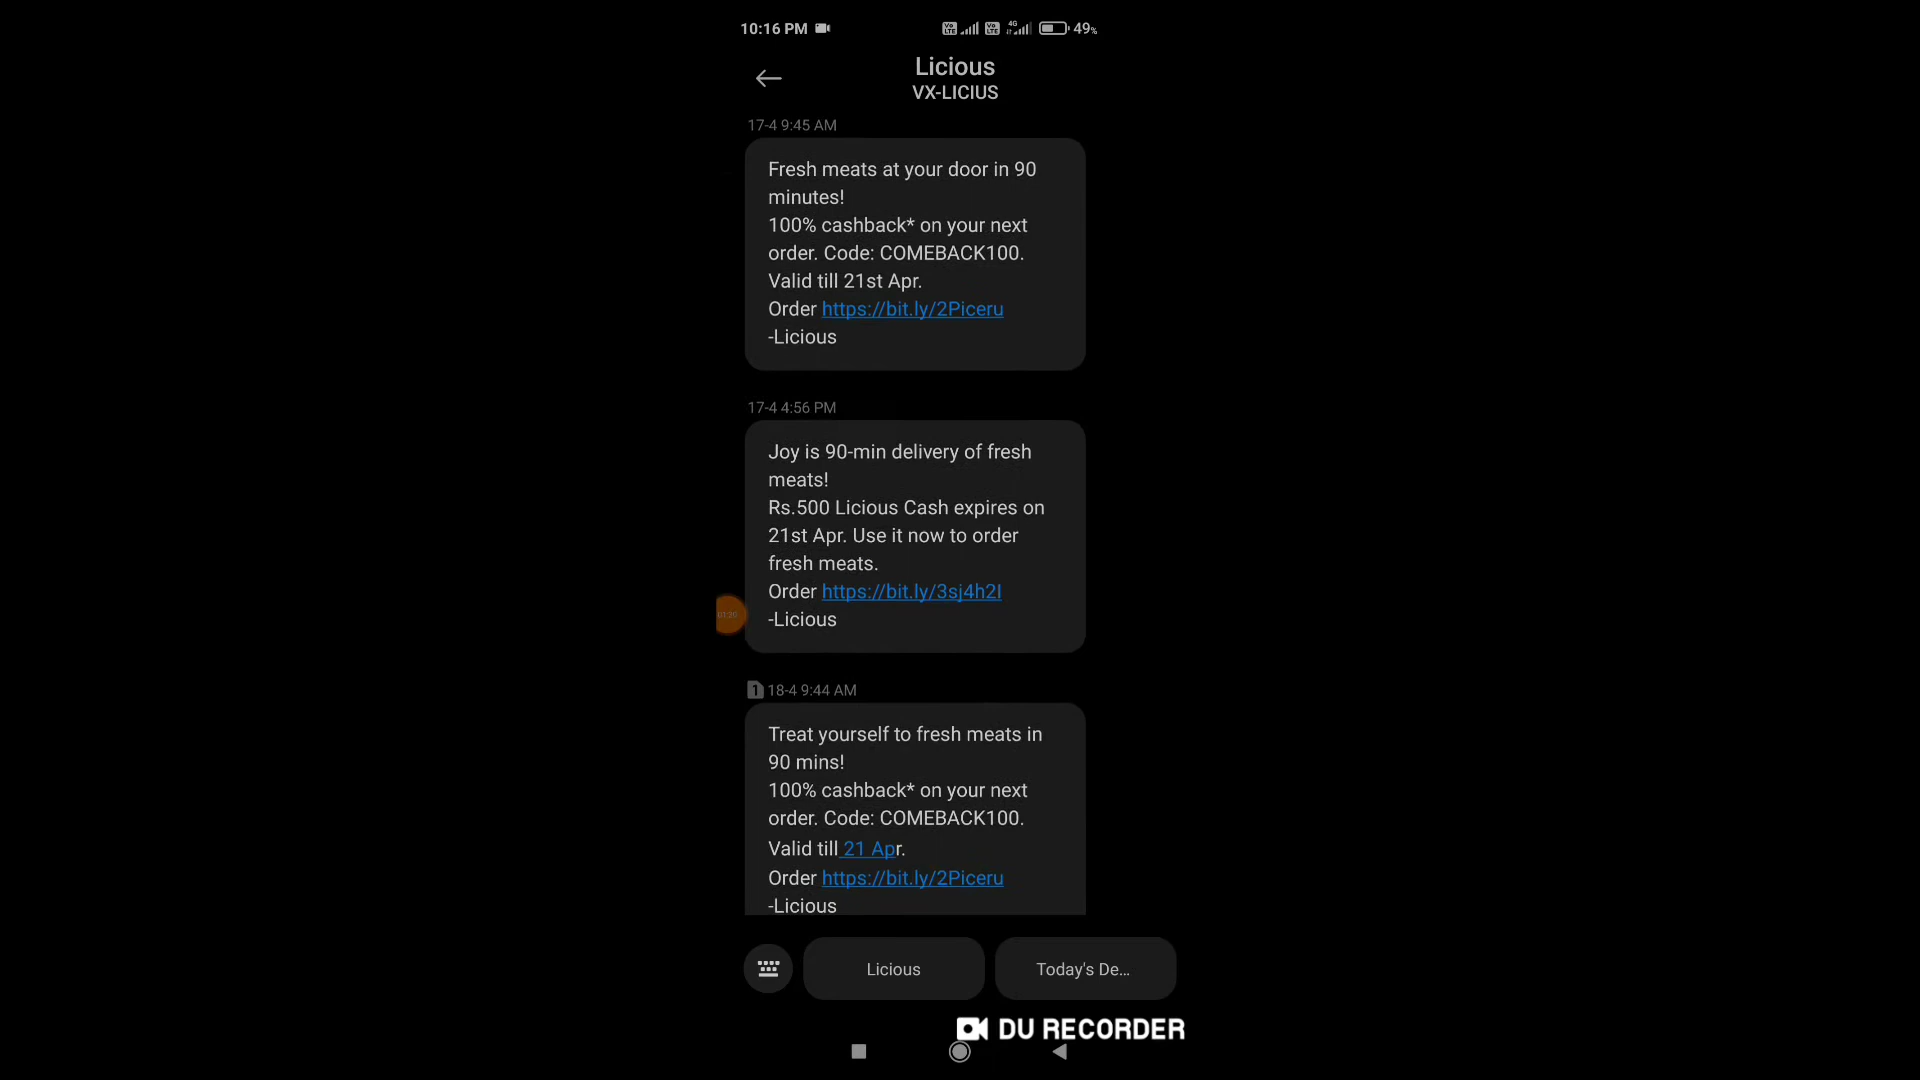 10:16 PM
4G
49%
Licious
VX-LICIUS
17-4 9:45 AM
Fresh meats at your door in 90
minutes!
100% cashback* on your next
order. Code: COMEBACK100.
Valid till 21st Apr.
Order https://bit.ly/2Piceru
-Licious
17-4 4:56 PM
Joy is 90-min delivery of fresh
meats!
Rs.500 Licious Cash expires on
21st Apr. Use it now to order
fresh meats.
Order https://bit.ly/3sj4h2I
-Licious
1 18-4 9:44 AM
Treat yourself to fresh meats in
90 mins!
100% cashback* on your next
order. Code: COMEBACK100.
Valid till 21 Apr.
Order https://bit.ly/2Piceru
-Licious
Licious
Today's De...
DU RECORDER